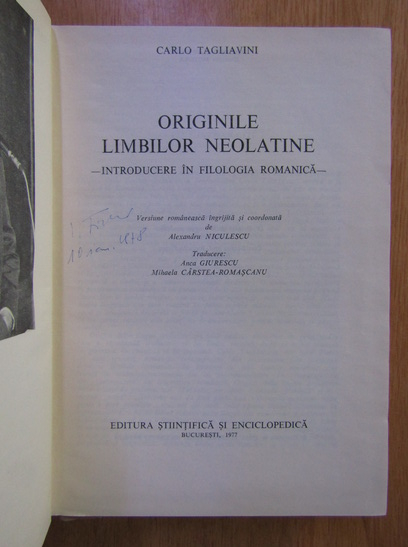 CARLO TAGLIAVINI
ORIGINILE
LIMBILOR NEOLATINE
—INTRODUCERE ÎN FILOLOGIA ROMANICĂ—
Versiune românească îngrijită și coordonată
de
Alexandru NICULESCU
Traducere:
Anca GIURESCU
Mihaela CÂRSTEA-ROMAȘCANU
EDITURA ȘTIINȚIFICĂ ȘI ENCICLOPEDICĂ
BUCUREȘTI, 1977